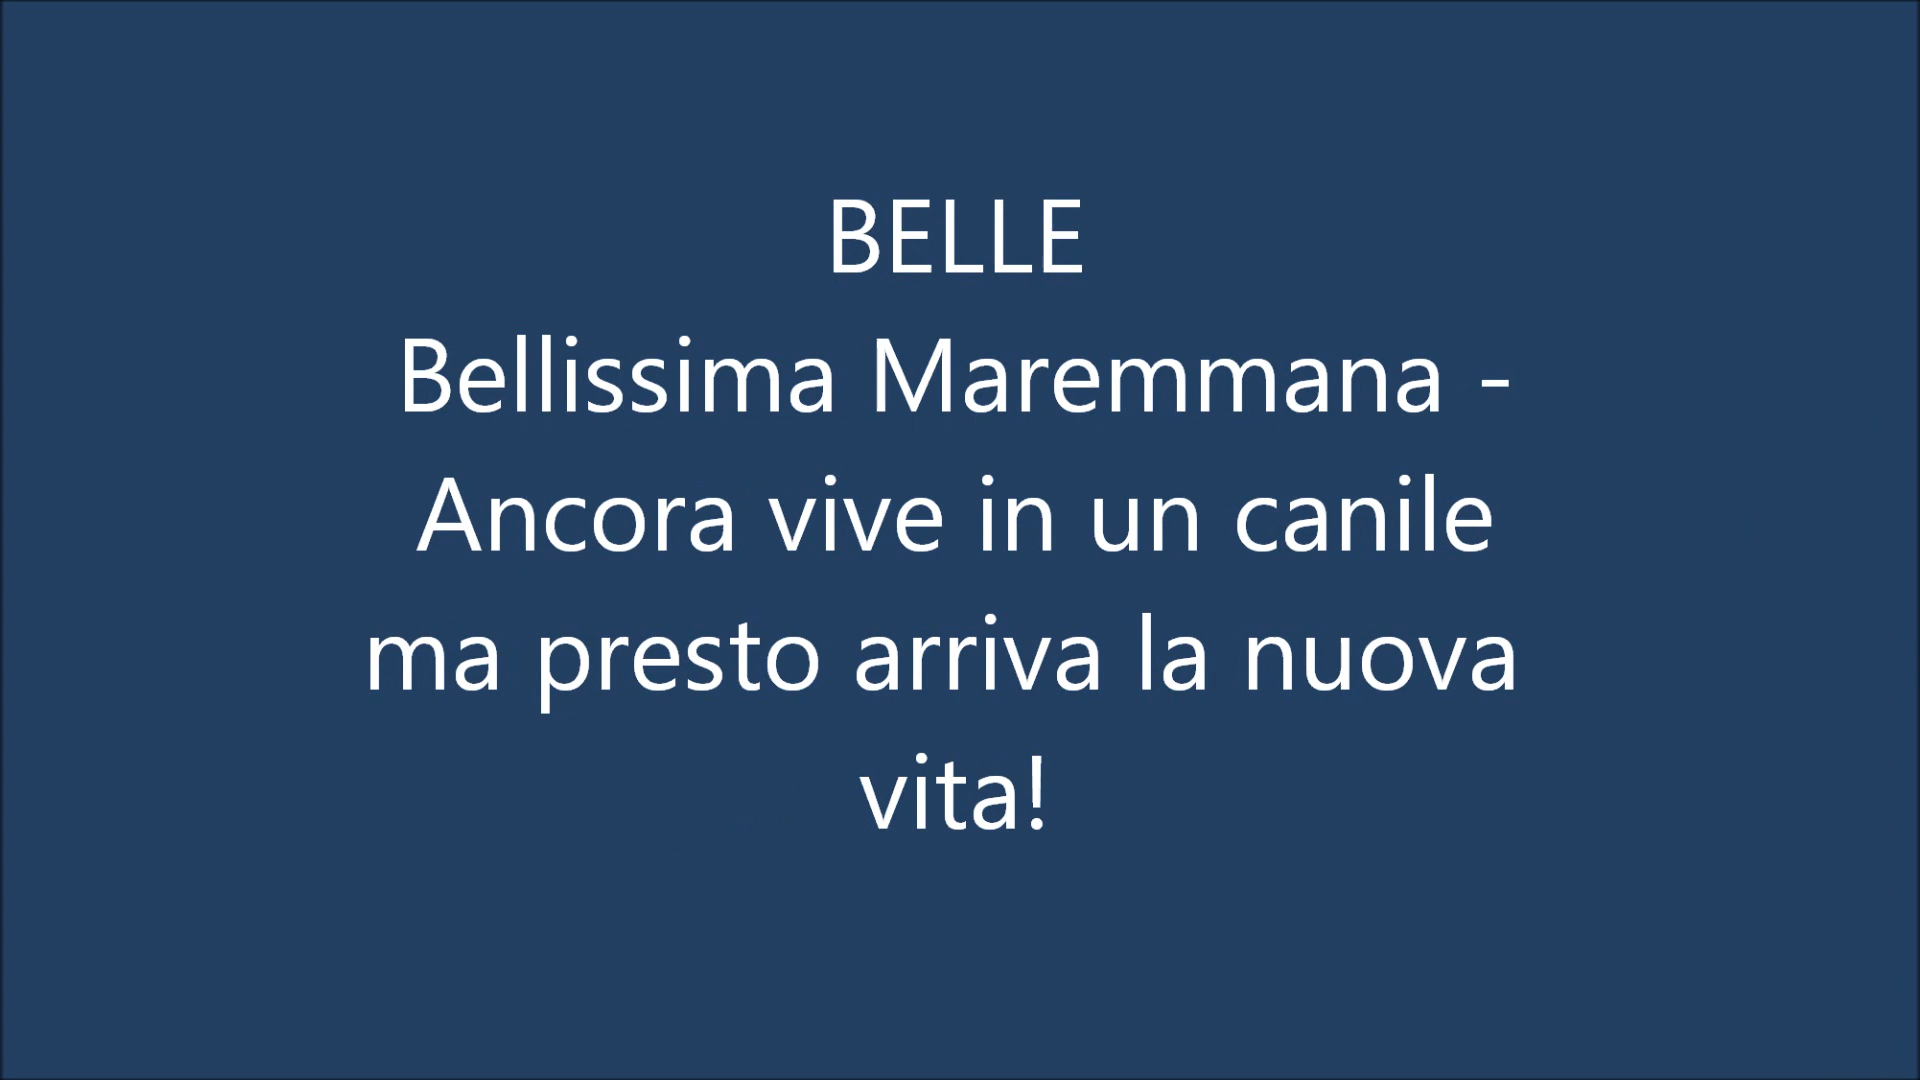 BELLE
Bellissima Maremmana -
Ancora vive in un canile
ma presto arriva la nuova
vita!